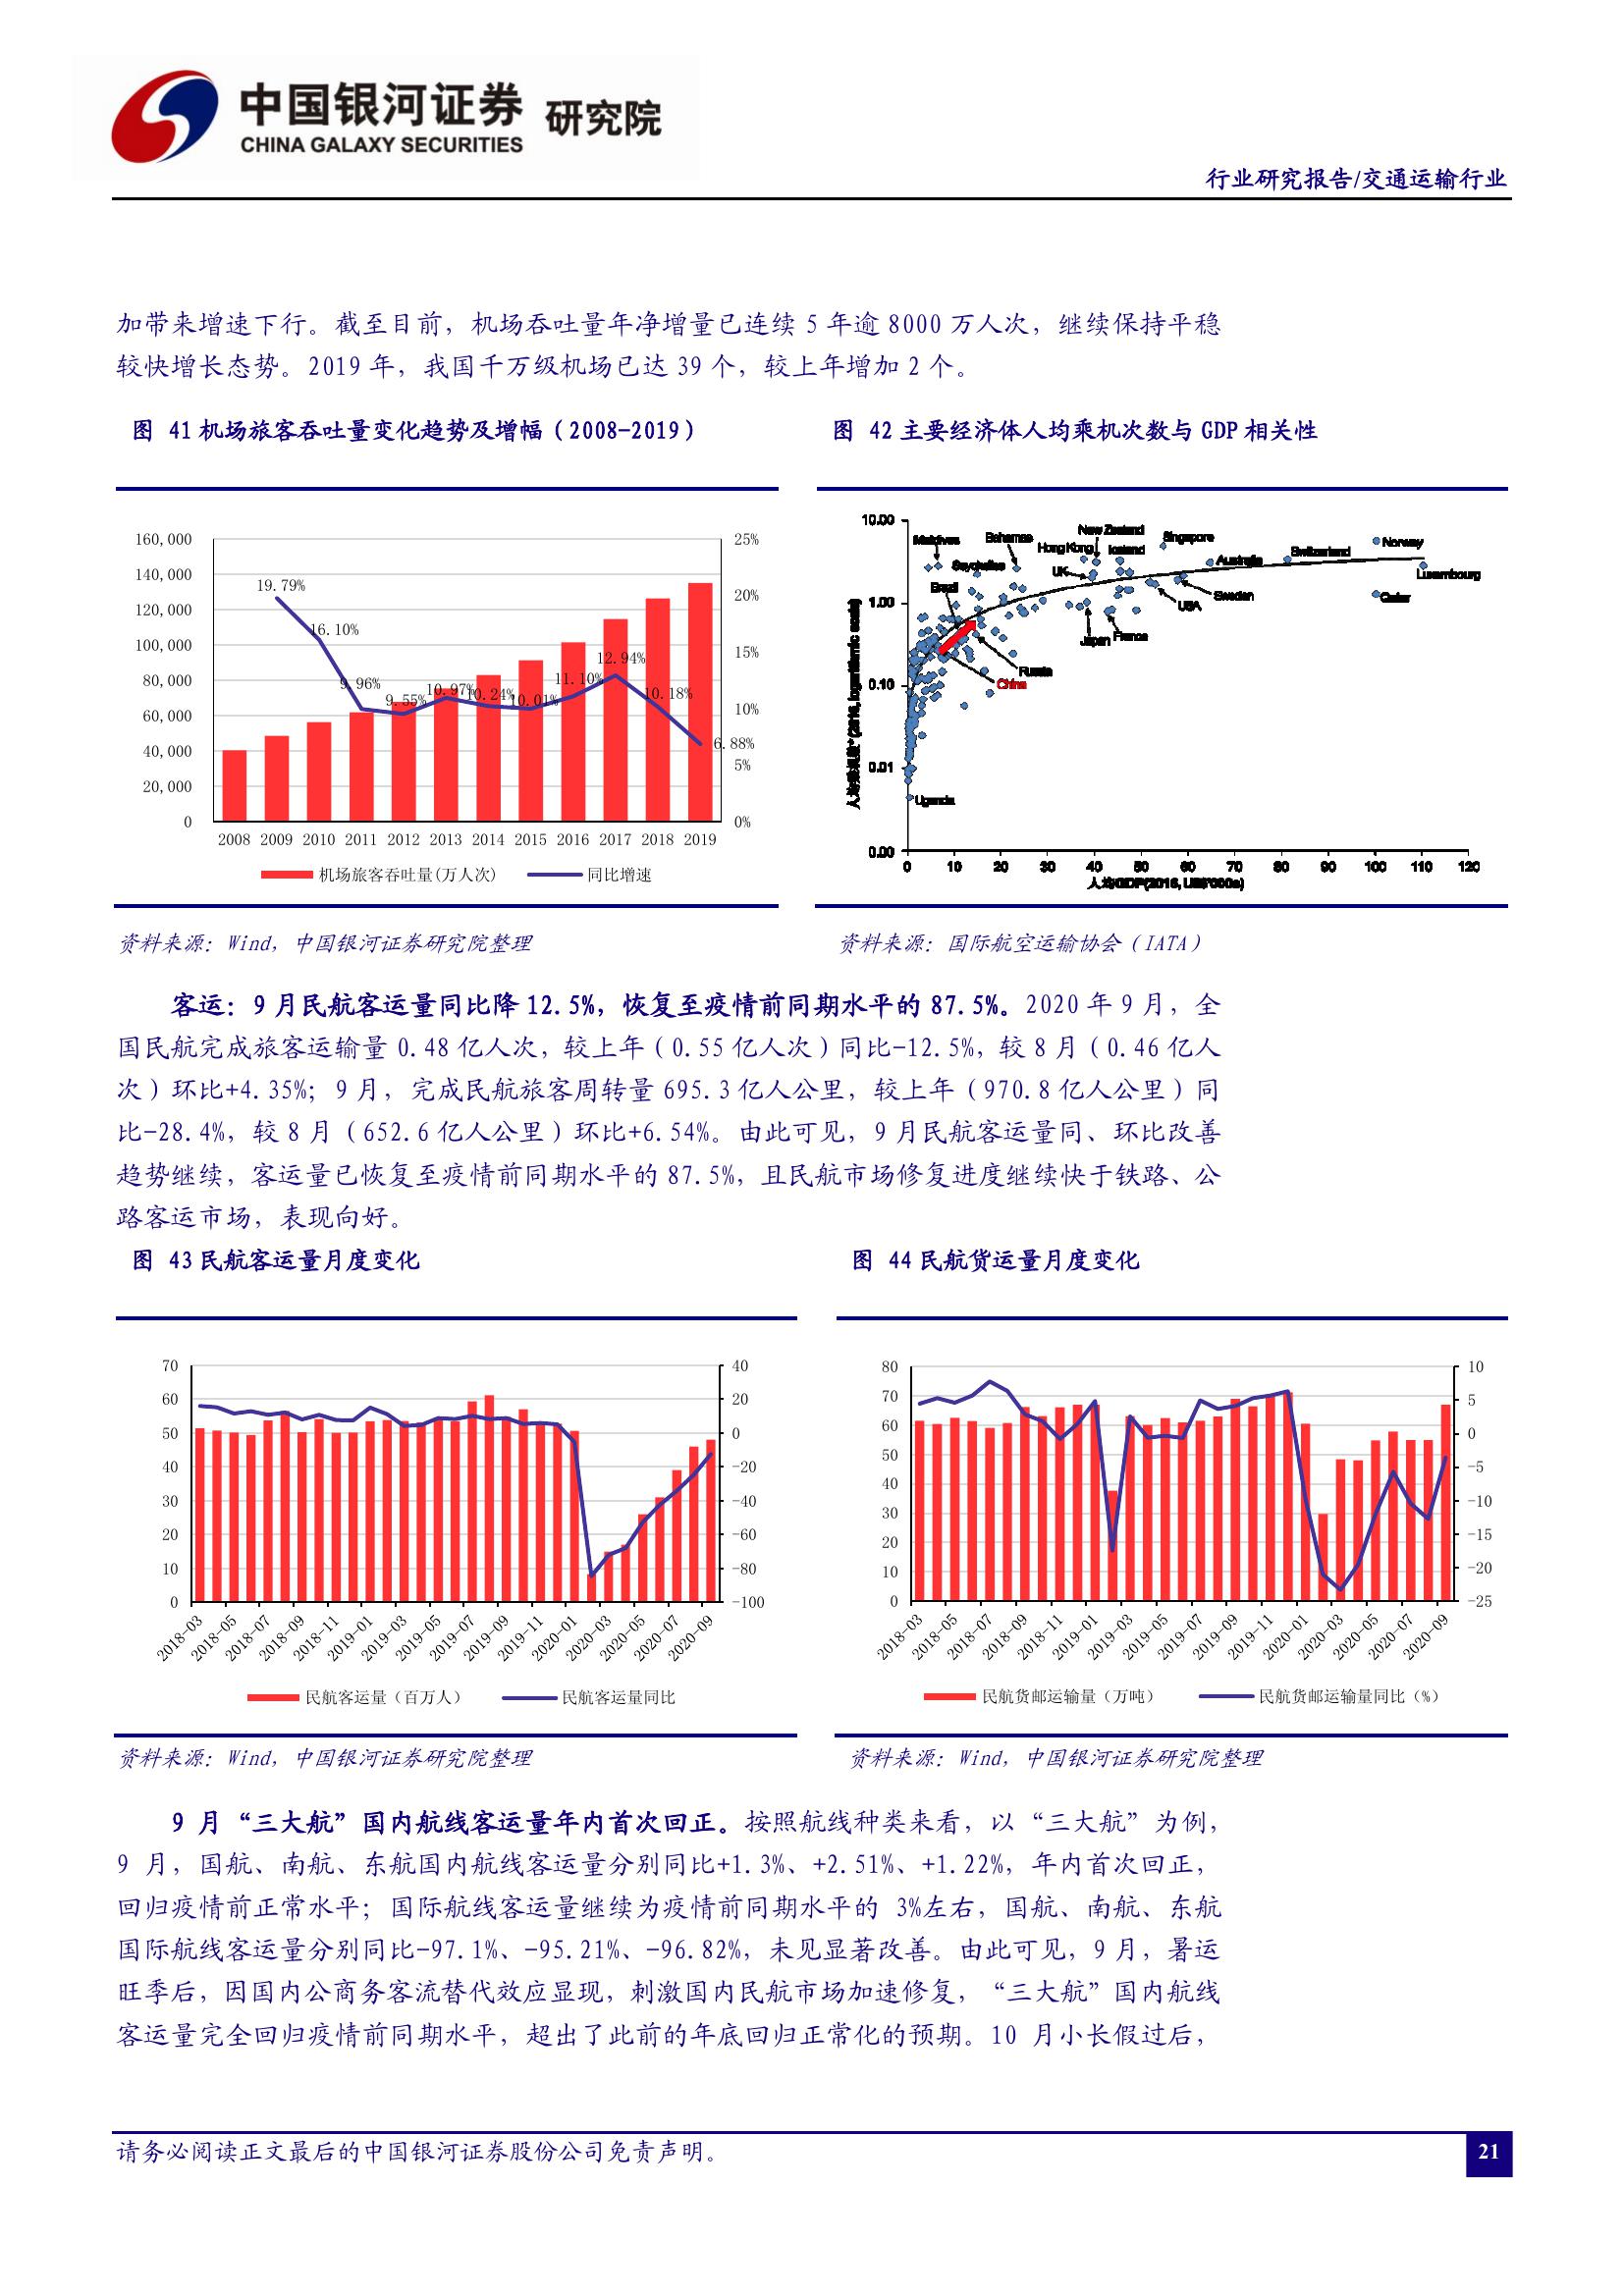 中国银河证券 研究院
CHINA GALAXY SECURITIES
行业研究报告/交通运输行业
加带来增速下行。截至目前，机场吞吐量年净增量已连续 5 年逾 8000 万人次，继续保持平稳
较快增长态势。2019 年，我国千万级机场已达 39 个，较上年增加 2 个。
图 41 机场旅客吞吐量变化趋势及增幅（2008-2019）
160,000
140,000
120,000
100,000
80,000
60,000
40,000
20,000
0
25%
20%
15%
10%
5%
0%
19.79%
16.10%
9.96%
9.55%
10.97%
10.24%
10.01%
11.10%
12.94%
10.18%
6.88%
2008 2009 2010 2011 2012 2013 2014 2015 2016 2017 2018 2019
机场旅客吞吐量(万人次) 同比增速
资料来源：Wind，中国银河证券研究院整理
图 42 主要经济体人均乘机次数与 GDP 相关性
10.00
1.00
0.10
0.01
0.00
Maldives
Bahamas
New Zealand
Hong Kong
Iceland
Singapore
Switzerland
Norway
Seychelles
UK
Australia
Luxembourg
Brazil
USA
Sweden
Qatar
Japan
France
Russia
China
Uganda
0 10 20 30 40 50 60 70 80 90 100 110 120
人均GDP(2016, US$'000s)
资料来源：国际航空运输协会（IATA）
客运：9 月民航客运量同比降 12.5%，恢复至疫情前同期水平的 87.5%。2020 年 9 月，全
国民航完成旅客运输量 0.48 亿人次，较上年（0.55 亿人次）同比-12.5%，较 8 月（0.46 亿人
次）环比+4.35%；9 月，完成民航旅客周转量 695.3 亿人公里，较上年（970.8 亿人公里）同
比-28.4%，较 8 月（652.6 亿人公里）环比+6.54%。由此可见，9 月民航客运量同、环比改善
趋势继续，客运量已恢复至疫情前同期水平的 87.5%，且民航市场修复进度继续快于铁路、公
路客运市场，表现向好。
图 43 民航客运量月度变化
70
60
50
40
30
20
10
0
40
20
0
-20
-40
-60
-80
-100
2018-03 2018-05 2018-07 2018-09 2018-11 2019-01 2019-03 2019-05 2019-07 2019-09 2019-11 2020-01 2020-03 2020-05 2020-07 2020-09
民航客运量（百万人） 民航客运量同比
资料来源：Wind，中国银河证券研究院整理
图 44 民航货运量月度变化
80
70
60
50
40
30
20
10
0
10
5
0
-5
-10
-15
-20
-25
2018-03 2018-05 2018-07 2018-09 2018-11 2019-01 2019-03 2019-05 2019-07 2019-09 2019-11 2020-01 2020-03 2020-05 2020-07 2020-09
民航货邮运输量（万吨） 民航货邮运输量同比（%）
资料来源：Wind，中国银河证券研究院整理
9 月“三大航”国内航线客运量年内首次回正。按照航线种类来看，以“三大航”为例，
9 月，国航、南航、东航国内航线客运量分别同比+1.3%、+2.51%、+1.22%，年内首次回正，
回归疫情前正常水平；国际航线客运量继续为疫情前同期水平的 3%左右，国航、南航、东航
国际航线客运量分别同比-97.1%、-95.21%、-96.82%，未见显著改善。由此可见，9 月，暑运
旺季后，因国内公商务客流替代效应显现，刺激国内民航市场加速修复，“三大航”国内航线
客运量完全回归疫情前同期水平，超出了此前的年底回归正常化的预期。10 月小长假过后，
请务必阅读正文最后的中国银河证券股份公司免责声明。
21